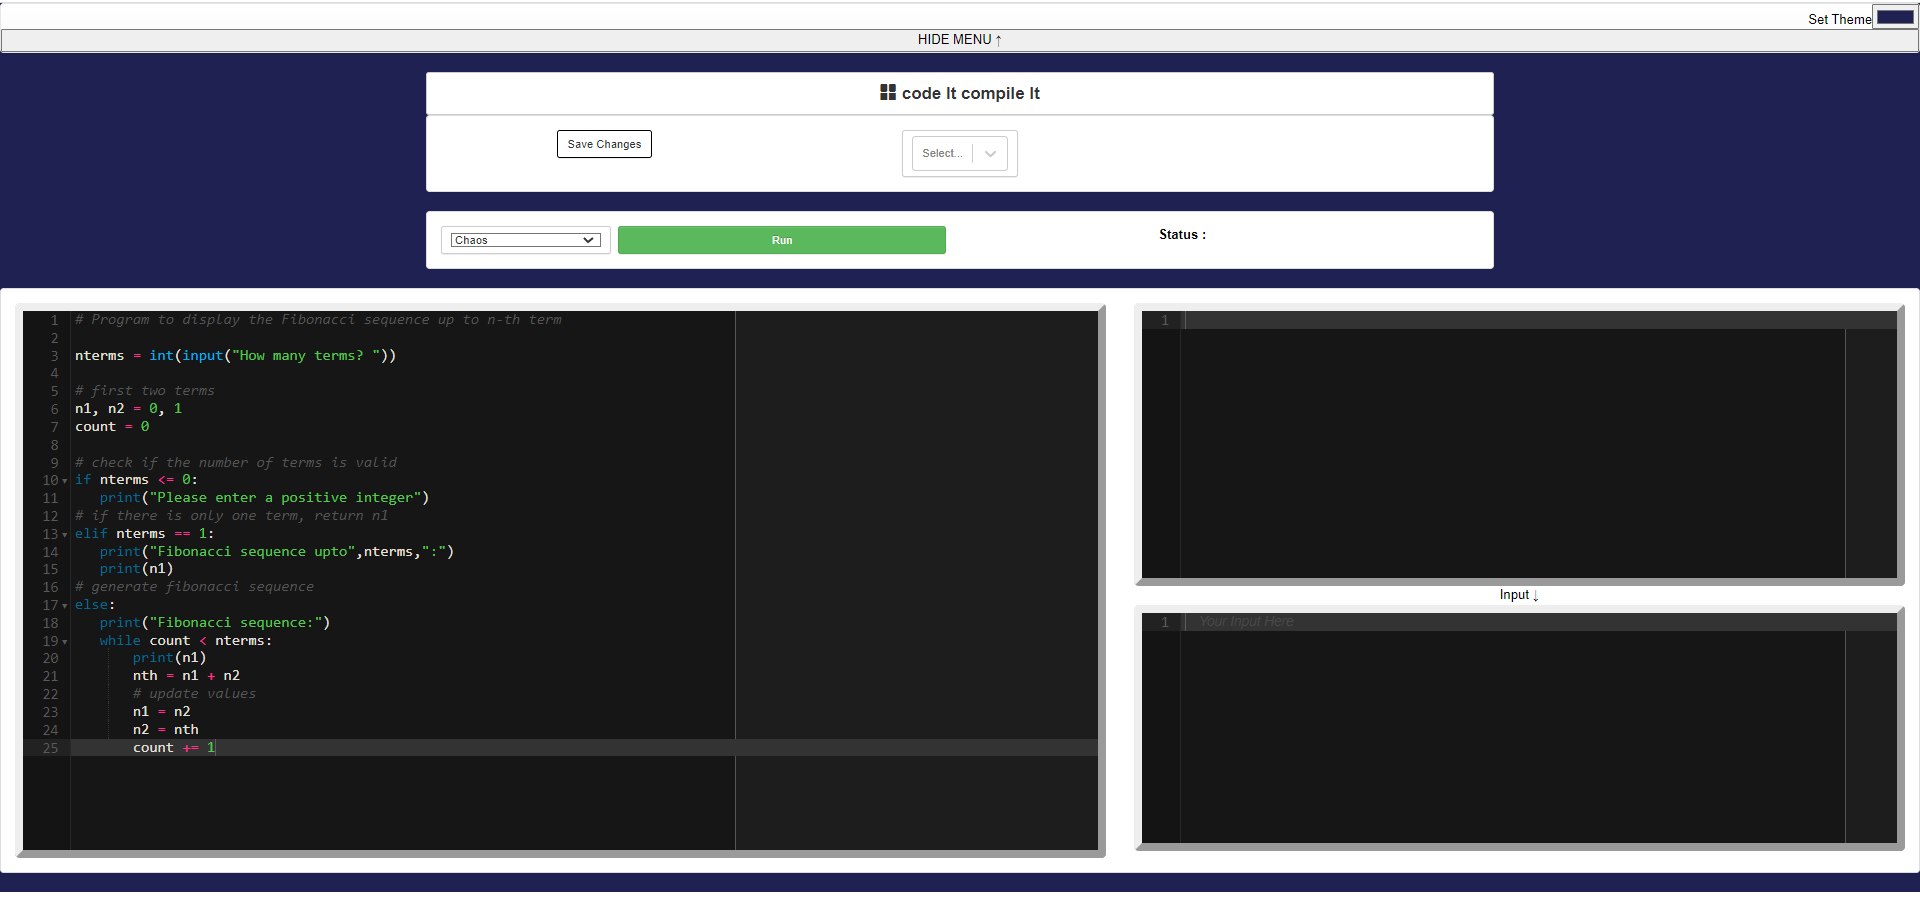 Set Theme
HIDE MENU ↑
code It compile It
Save Changes
Select...
Chaos
Run
Status :
1 # Program to display the Fibonacci sequence up to n-th term
2
3 nterms = int(input("How many terms? "))
4
5 # first two terms
6 n1, n2 = 0, 1
7 count = 0
8
9 # check if the number of terms is valid
10 if nterms <= 0:
11    print("Please enter a positive integer")
12 # if there is only one term, return n1
13 elif nterms == 1:
14    print("Fibonacci sequence upto",nterms,":")
15    print(n1)
16 # generate fibonacci sequence
17 else:
18    print("Fibonacci sequence:")
19    while count < nterms:
20        print(n1)
21        nth = n1 + n2
22        # update values
23        n1 = n2
24        n2 = nth
25        count += 1
1
Input ↓
1 Your Input Here